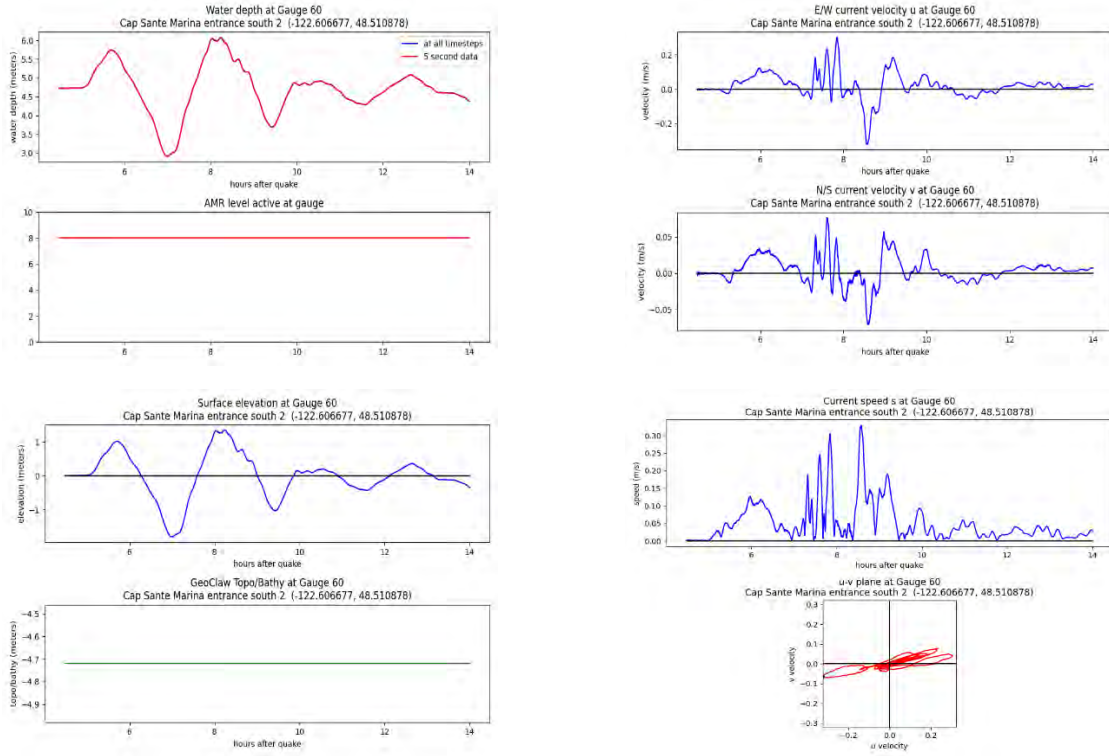 Water depth at Gauge 60
Cap Sante Marina entrance south 2 (-122.606677, 48.510878)
at all timesteps
5 second data
water depth (meters)
6.0
5.5
5.0
4.5
4.0
3.5
3.0
6 8 10 12 14
hours after quake
AMR level active at gauge
10
8
6
4
2
0
6 8 10 12 14
hours after quake
Surface elevation at Gauge 60
Cap Sante Marina entrance south 2 (-122.606677, 48.510878)
elevation (meters)
1
0
−1
6 8 10 12 14
hours after quake
GeoClaw Topo/Bathy at Gauge 60
Cap Sante Marina entrance south 2 (-122.606677, 48.510878)
topo/bathy (meters)
−4.5
−4.6
−4.7
−4.8
−4.9
6 8 10 12 14
hours after quake
E/W current velocity u at Gauge 60
Cap Sante Marina entrance south 2 (-122.606677, 48.510878)
velocity (m/s)
0.2
0.0
−0.2
6 8 10 12 14
hours after quake
N/S current velocity v at Gauge 60
Cap Sante Marina entrance south 2 (-122.606677, 48.510878)
velocity (m/s)
0.05
0.00
−0.05
6 8 10 12 14
hours after quake
Current speed s at Gauge 60
Cap Sante Marina entrance south 2 (-122.606677, 48.510878)
speed (m/s)
0.30
0.25
0.20
0.15
0.10
0.05
0.00
6 8 10 12 14
hours after quake
u-v plane at Gauge 60
Cap Sante Marina entrance south 2 (-122.606677, 48.510878)
v velocity
0.3
0.2
0.1
0.0
−0.1
−0.2
−0.3
−0.2 0.0 0.2
u velocity